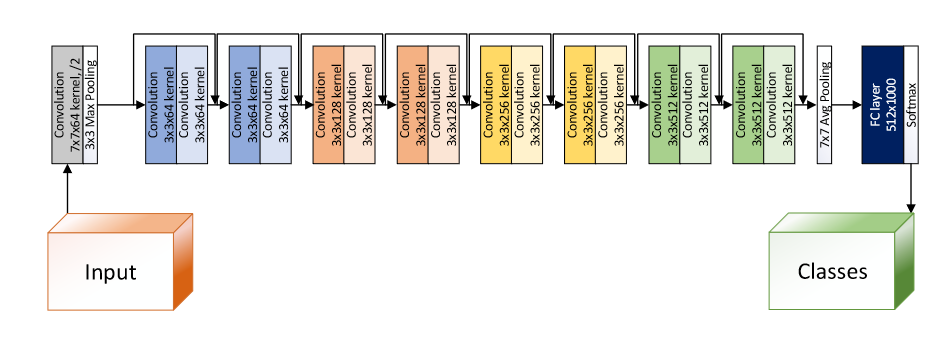 Convolution
7x7x64 kernel, /2
3x3 Max Pooling
Convolution
3x3x64 kernel
Convolution
3x3x64 kernel
Convolution
3x3x64 kernel
Convolution
3x3x64 kernel
Convolution
3x3x128 kernel
Convolution
3x3x128 kernel
Convolution
3x3x128 kernel
Convolution
3x3x128 kernel
Convolution
3x3x256 kernel
Convolution
3x3x256 kernel
Convolution
3x3x256 kernel
Convolution
3x3x256 kernel
Convolution
3x3x512 kernel
Convolution
3x3x512 kernel
Convolution
3x3x512 kernel
Convolution
3x3x512 kernel
7x7 Avg Pooling
FC layer
512x1000
Softmax
Input
Classes